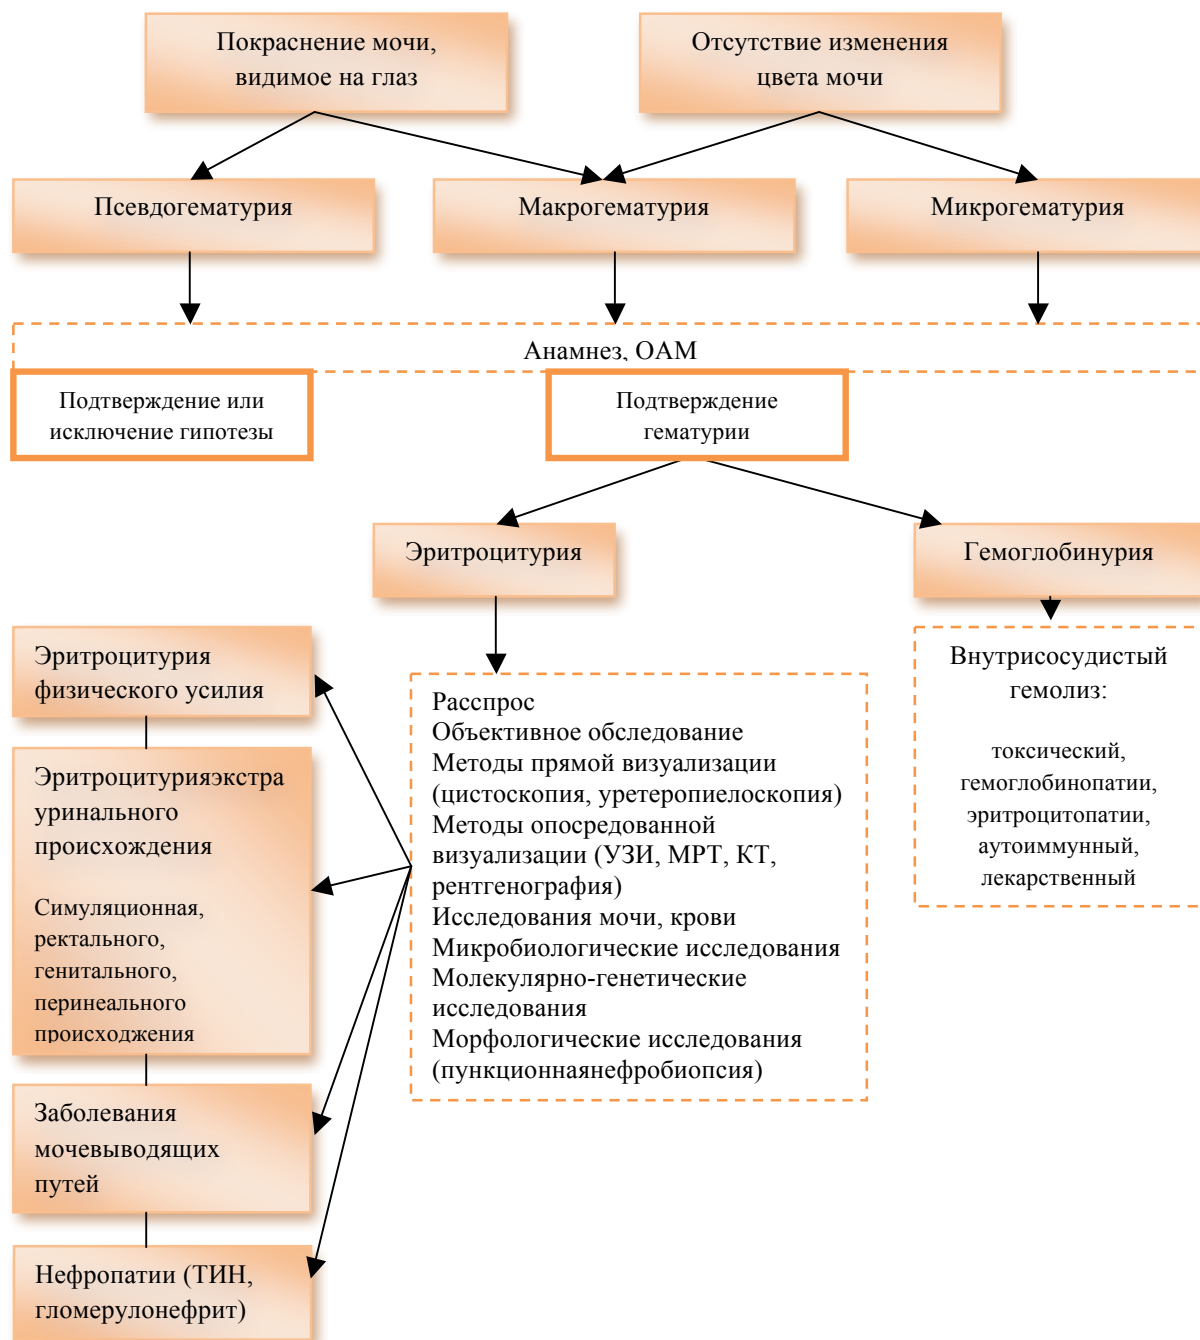 Покраснение мочи,
видимое на глаз
Отсутствие изменения
цвета мочи
Псевдогематурия
Макрогематурия
Микрогематурия
Анамнез, ОАМ
Подтверждение или
исключение гипотезы
Подтверждение
гематурии
Эритроцитурия
Гемоглобинурия
Эритроцитурия
физического усилия
Эритроцитурияэкстра
уринального
происхождения
Симуляционная,
ректального,
генитального,
перинеального
происходжения
Заболевания
мочевыводящих
путей
Нефропатии (ТИН,
гломерулонефрит)
Расспрос
Объективное обследование
Методы прямой визуализации
(цистоскопия, уретеропиелоскопия)
Методы опосредованной
визуализации (УЗИ, МРТ, КТ,
рентгенография)
Исследования мочи, крови
Микробиологические исследования
Молекулярно-генетические
исследования
Морфологические исследования
(пункционнаянефробиопсия)
Внутрисосудистый
гемолиз:
токсический,
гемоглобинопатии,
эритроцитопатии,
аутоиммунный,
лекарственный